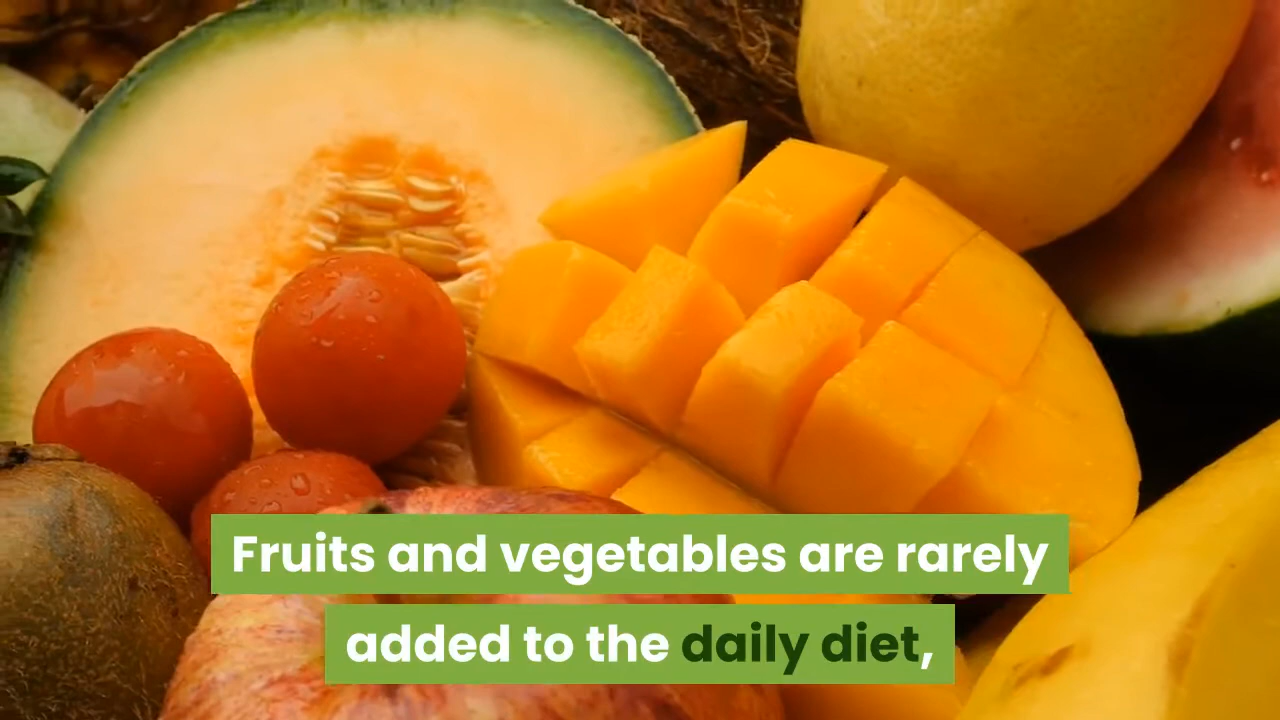 Fruits and vegetables are rarely
added to the daily diet,